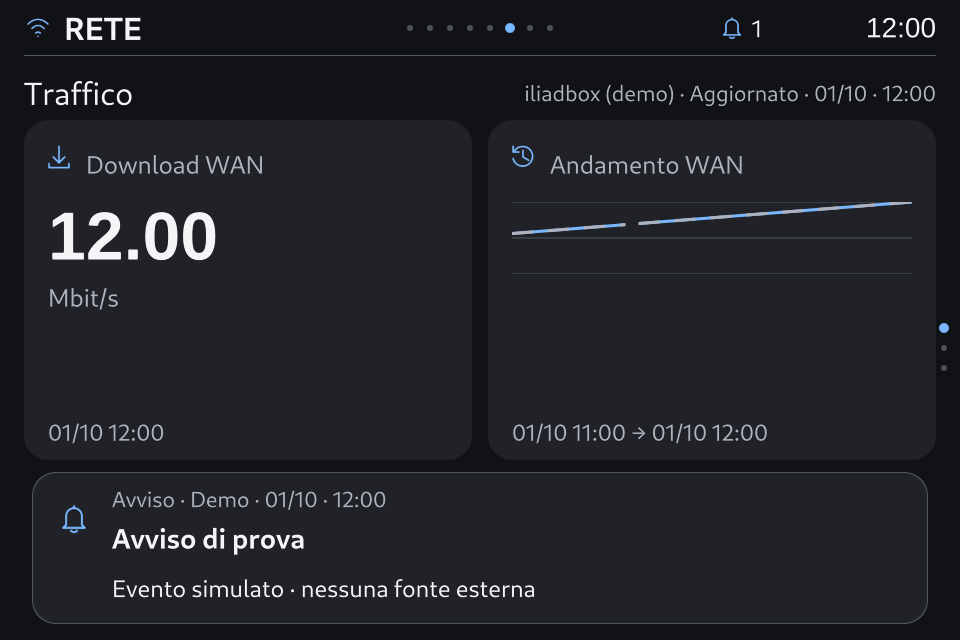 RETE
1
12:00
Traffico
iliadbox (demo) · Aggiornato · 01/10 · 12:00
Download WAN
12.00
Mbit/s
01/10 12:00
Andamento WAN
01/10 11:00 → 01/10 12:00
Avviso · Demo · 01/10 · 12:00
Avviso di prova
Evento simulato · nessuna fonte esterna